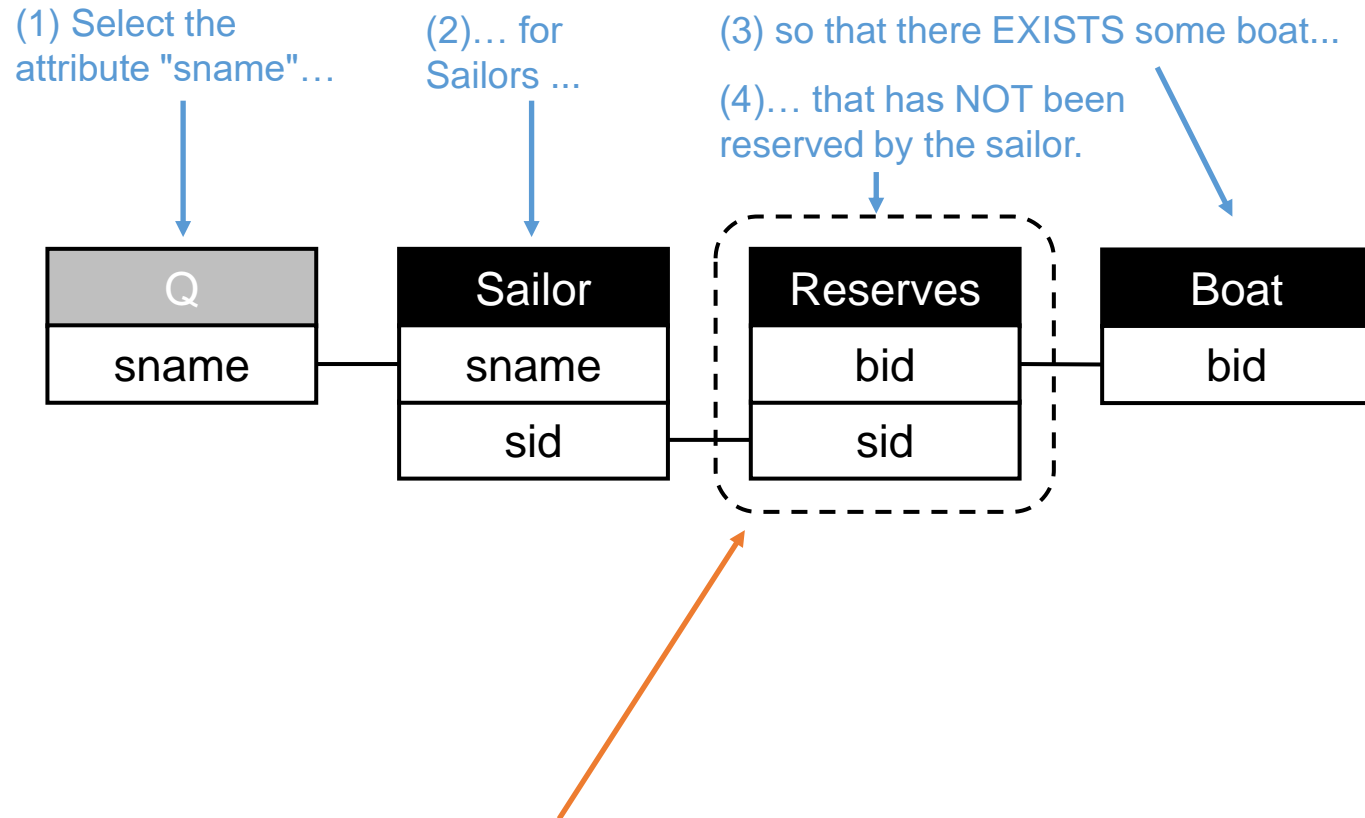 (1) Select the
attribute "sname"…
(2)… for
Sailors ...
(3) so that there EXISTS some boat...
(4)… that has NOT been
reserved by the sailor.
Q
sname
Sailor
sname
sid
Reserves
bid
sid
Boat
bid